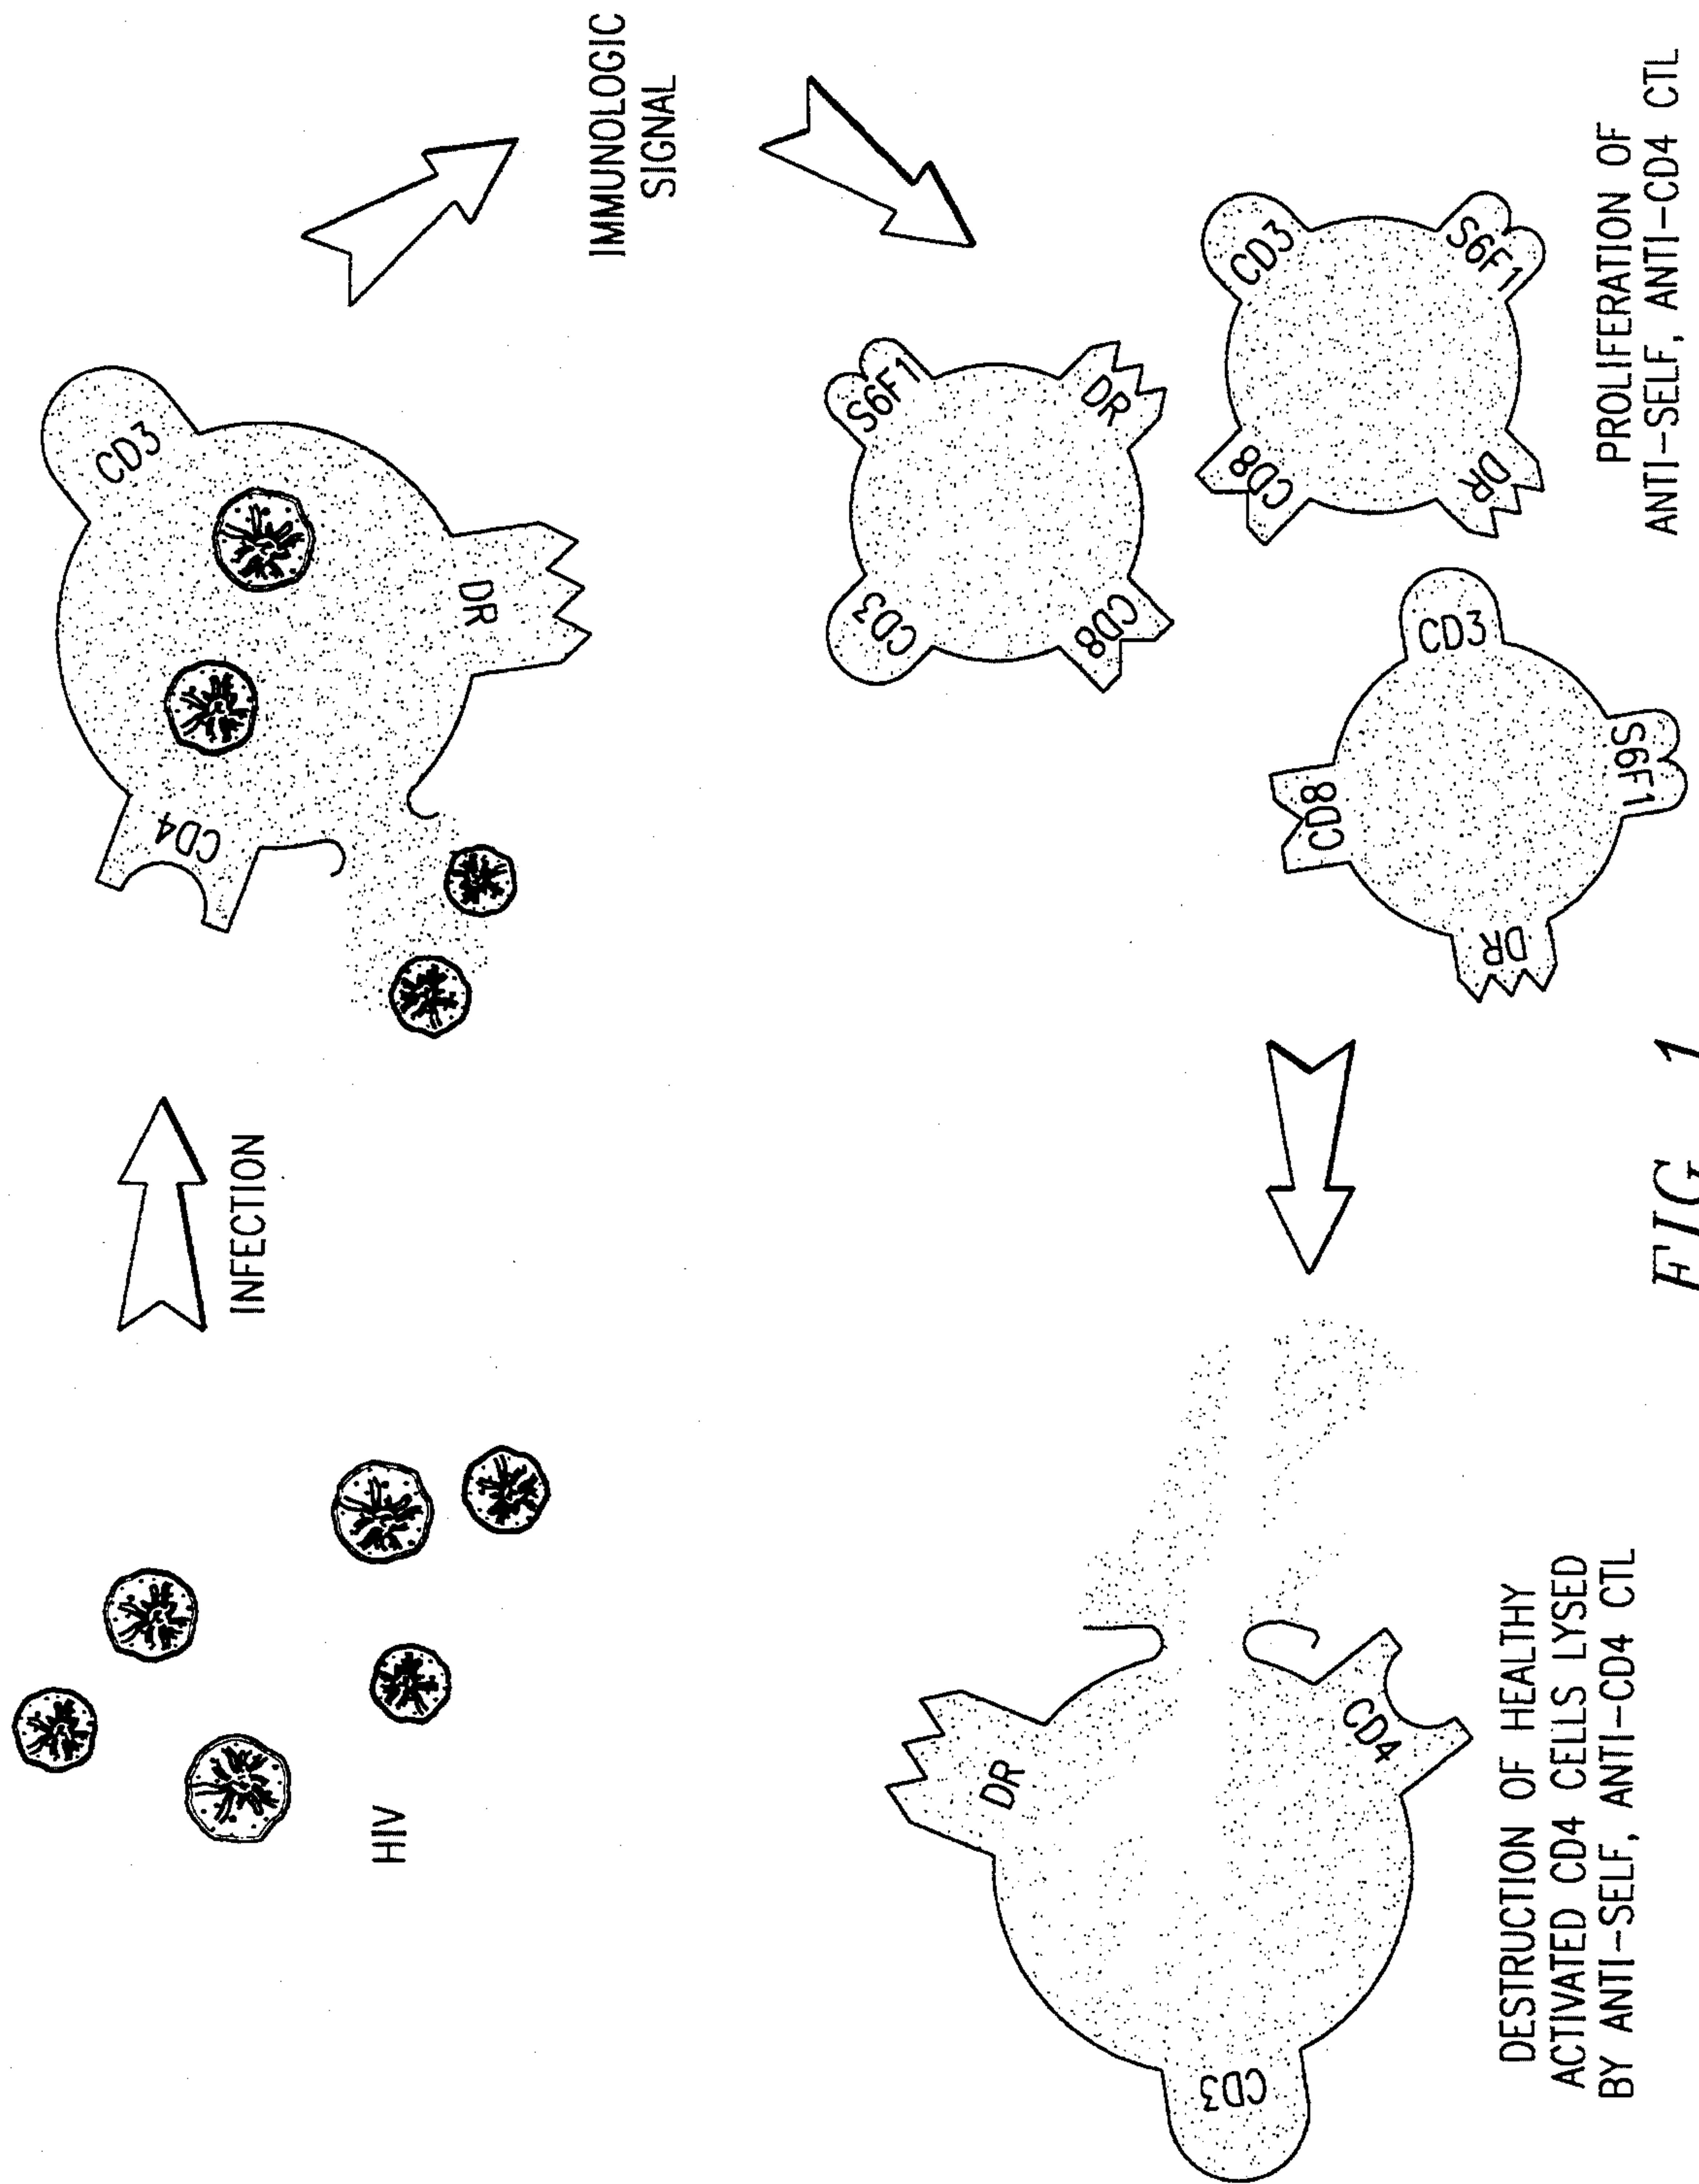 HIV
INFECTION
CD4
CD3
DR
IMMUNOLOGIC
SIGNAL
CD3
S6F1
CD8
DR
CD8
CD3
DR
S6F1
CD8
CD3
DR
S6F1
PROLIFERATION OF
ANTI-SELF, ANTI-CD4 CTL
DR
CD3
CD4
DESTRUCTION OF HEALTHY
ACTIVATED CD4 CELLS LYSED
BY ANTI-SELF, ANTI-CD4 CTL
FIG. 1